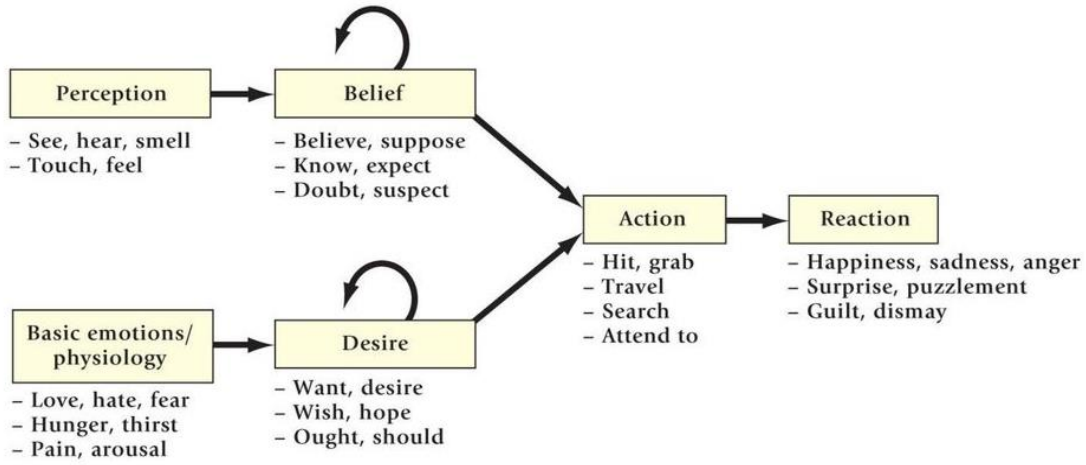 Perception
– See, hear, smell
– Touch, feel
Belief
– Believe, suppose
– Know, expect
– Doubt, suspect
Basic emotions/
physiology
– Love, hate, fear
– Hunger, thirst
– Pain, arousal
Desire
– Want, desire
– Wish, hope
– Ought, should
Action
– Hit, grab
– Travel
– Search
– Attend to
Reaction
– Happiness, sadness, anger
– Surprise, puzzlement
– Guilt, dismay